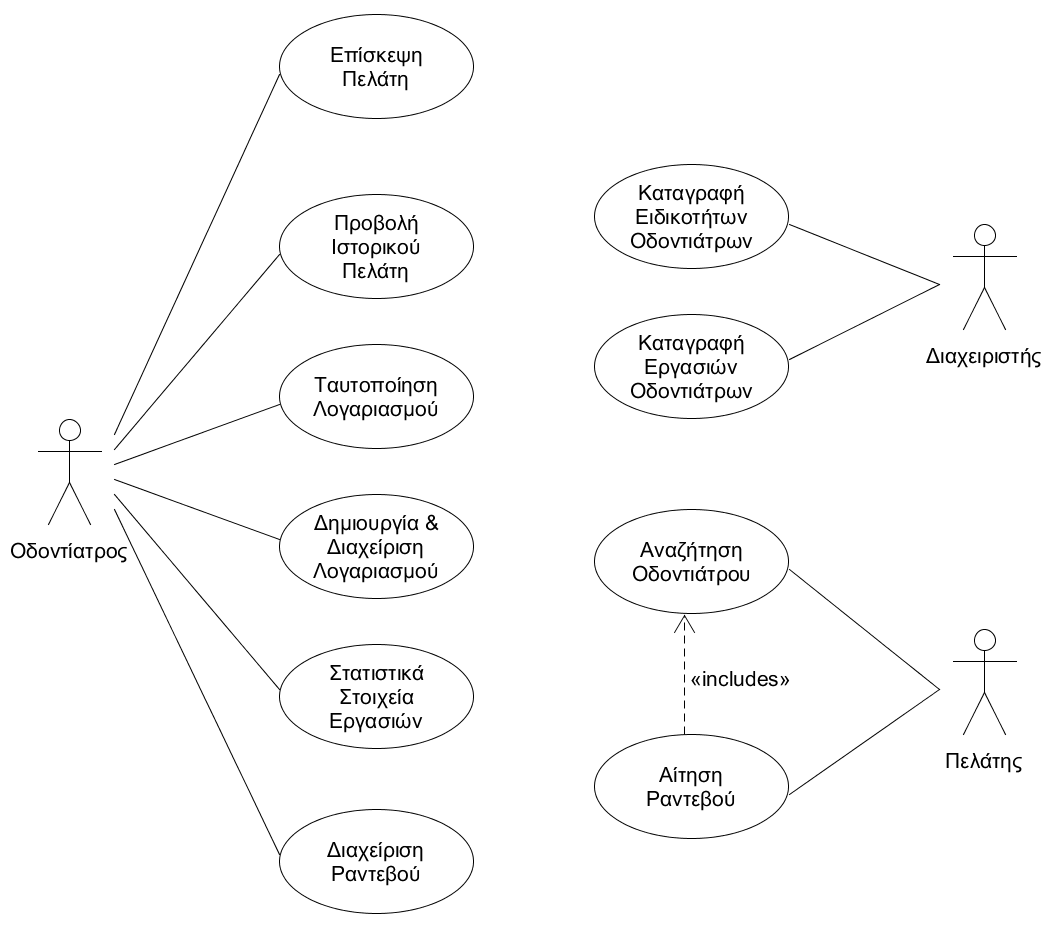 Επίσκεψη
Πελάτη
Προβολή
Ιστορικού
Πελάτη
Ταυτοποίηση
Λογαριασμού
Δημιουργία &
Διαχείριση
Λογαριασμού
Στατιστικά
Στοιχεία
Εργασιών
Διαχείριση
Ραντεβού
Οδοντίατρος
Καταγραφή
Ειδικοτήτων
Οδοντιάτρων
Καταγραφή
Εργασιών
Οδοντιάτρων
Διαχειριστής
Αναζήτηση
Οδοντιάτρου
«includes»
Αίτηση
Ραντεβού
Πελάτης